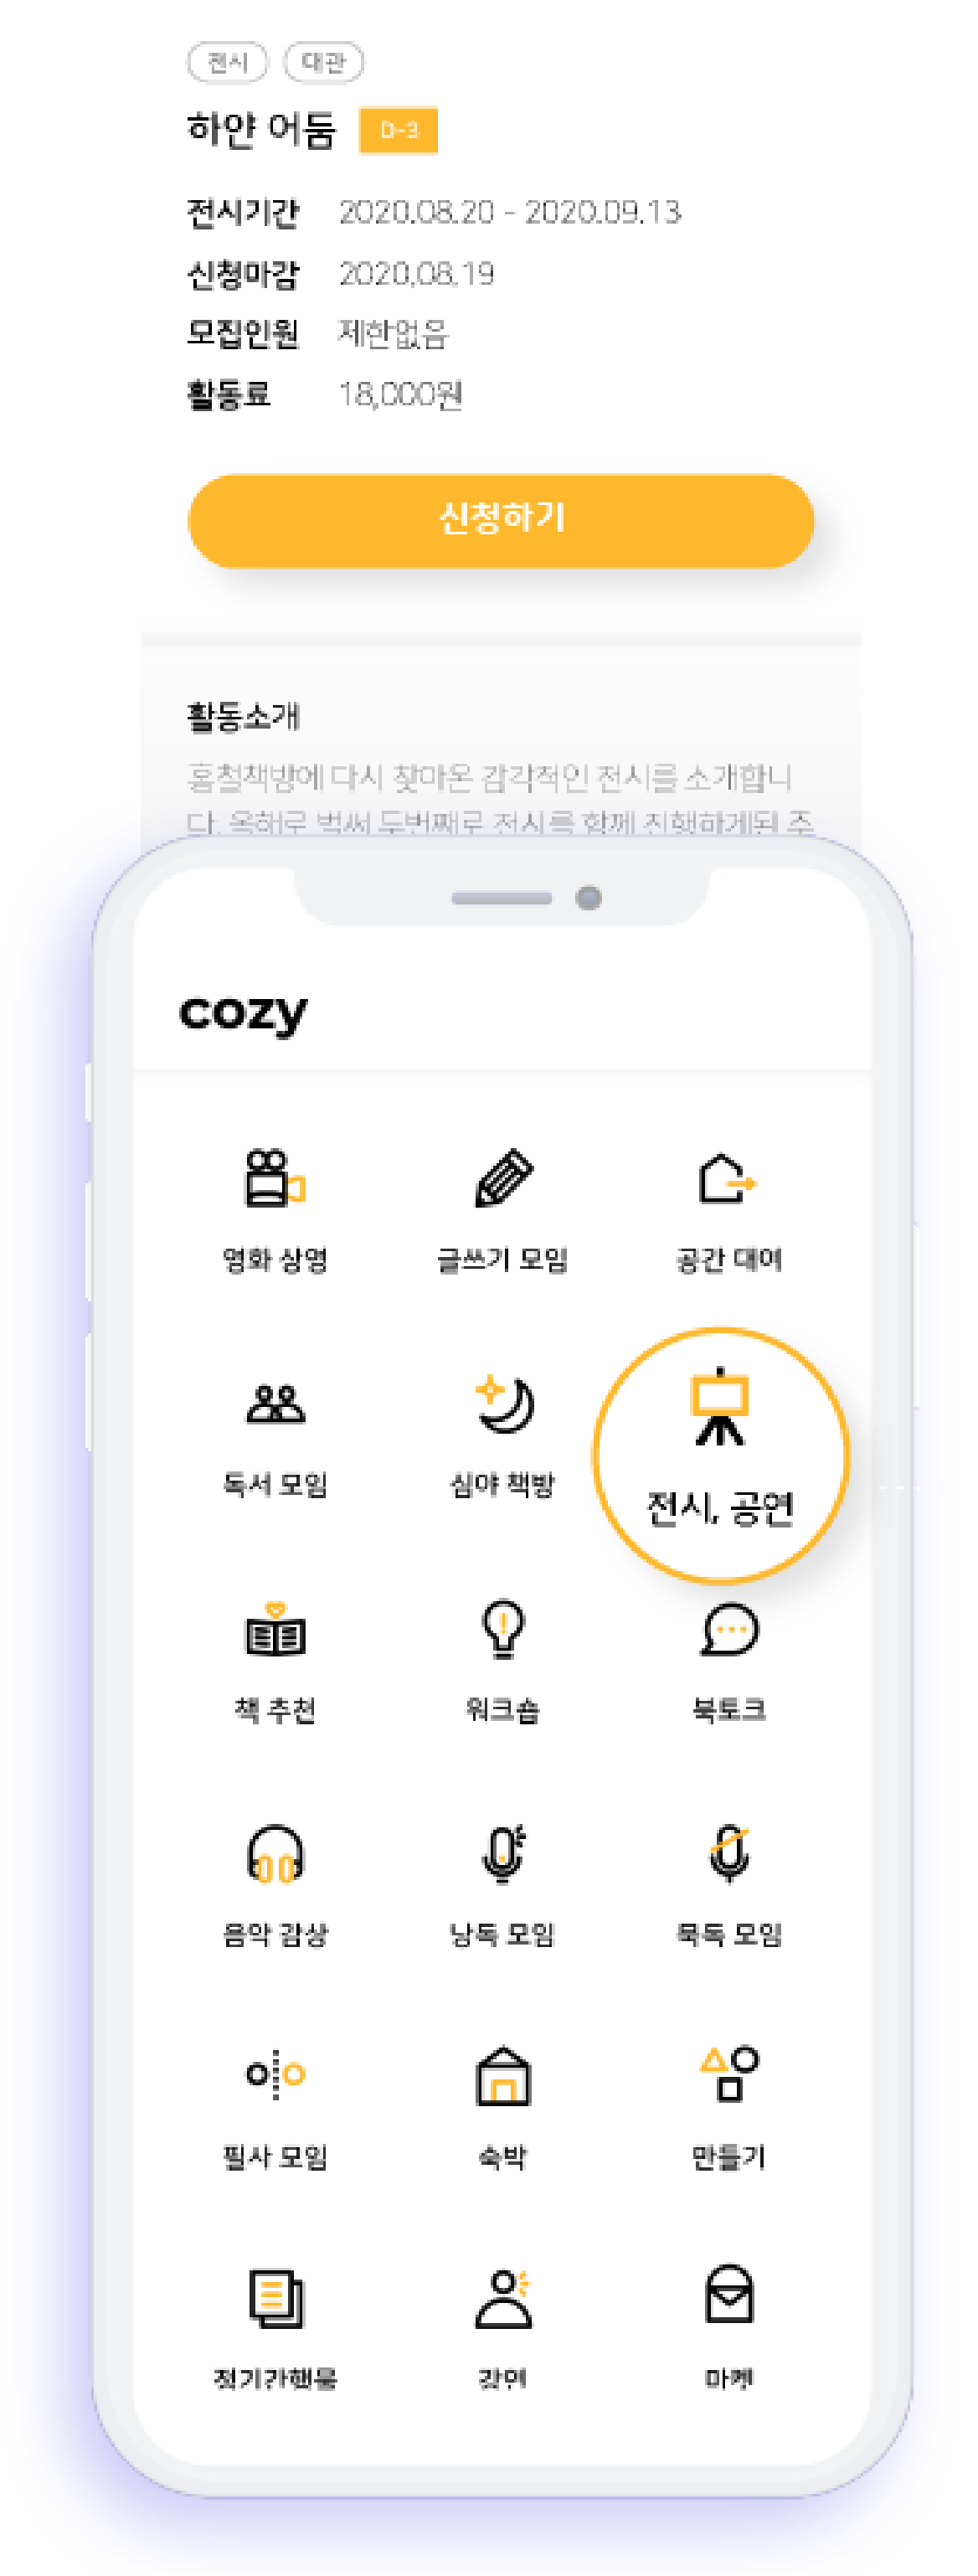 전시 대관
하얀 어둠 D-3
전시기간 2020.08.20 - 2020.09.13
신청마감 2020.08.19
모집인원 제한없음
활동료 18,000원
신청하기
활동소개
홍철책방에 다시 찾아온 감각적인 전시를 소개합니
다. 올해로 벌써 두번째로 전시를 함께 진행하게된 주
cozy
영화 상영 글쓰기 모임 공간 대여
독서 모임 심야 책방 전시, 공연
책 추천 워크숍 북토크
음악 감상 낭독 모임 묵독 모임
필사 모임 숙박 만들기
정기간행물 강연 마켓